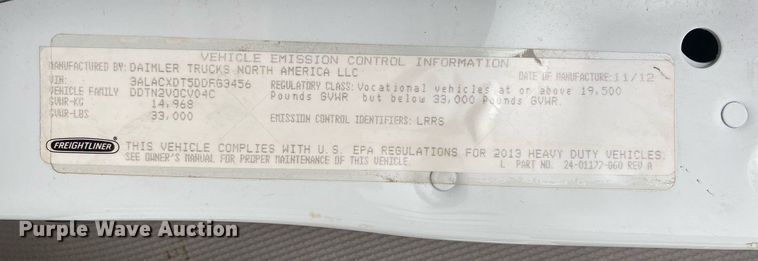 VEHICLE EMISSION CONTROL INFORMATION
MANUFACTURED BY: DAIMLER TRUCKS NORTH AMERICA LLC DATE OF MANUFACTURE: 11/12
VIN: 3ALACXDT5DDFG3456 REGULATORY CLASS: Vocational vehicles at or above 19,500
VEHICLE FAMILY DDTN2VOCV04C Pounds GVWR but below 33,000 Pounds GVWR.
GVWR-KG 14,968
GVWR-LBS 33,000 EMISSION CONTROL IDENTIFIERS: LRRS
FREIGHTLINER THIS VEHICLE COMPLIES WITH U.S. EPA REGULATIONS FOR 2013 HEAVY DUTY VEHICLES.
SEE OWNER'S MANUAL FOR PROPER MAINTENANCE OF THIS VEHICLE. L PART NO. 24-01177-060 REV A
Purple Wave Auction